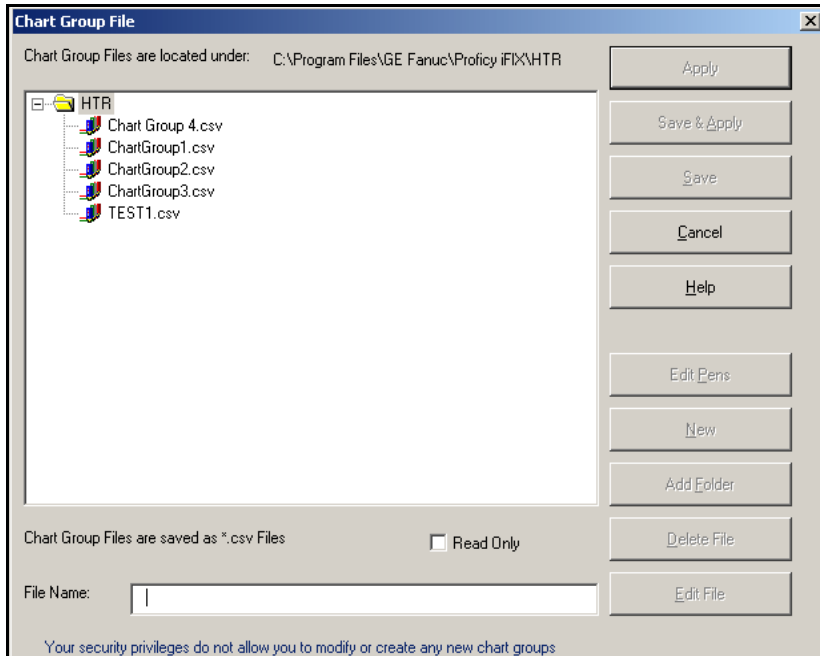 Chart Group File
Chart Group Files are located under: C:\Program Files\GE Fanuc\Proficy iFIX\HTR
Apply
HTR
Chart Group 4.csv
ChartGroup1.csv
ChartGroup2.csv
ChartGroup3.csv
TEST1.csv
Save & Apply
Save
Cancel
Help
Edit Pens
New
Add Folder
Chart Group Files are saved as *.csv Files
Read Only
Delete File
File Name:
Edit File
Your security privileges do not allow you to modify or create any new chart groups